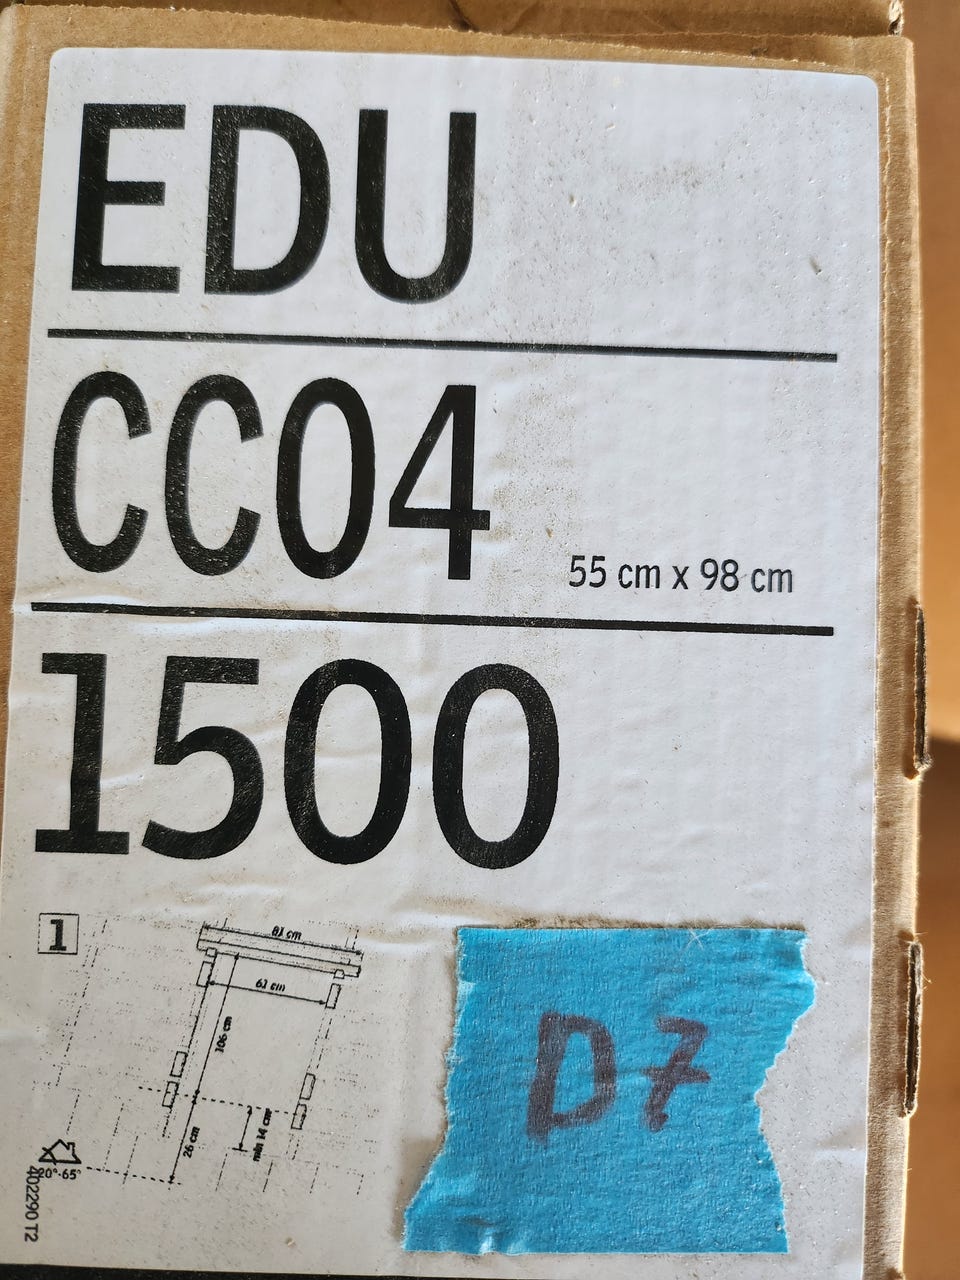 EDU
CC04
55 cm x 98 cm
1500
1
81 cm
61 cm
106 cm
26 cm
min 14 cm
20°-65°
402290 T2
D7